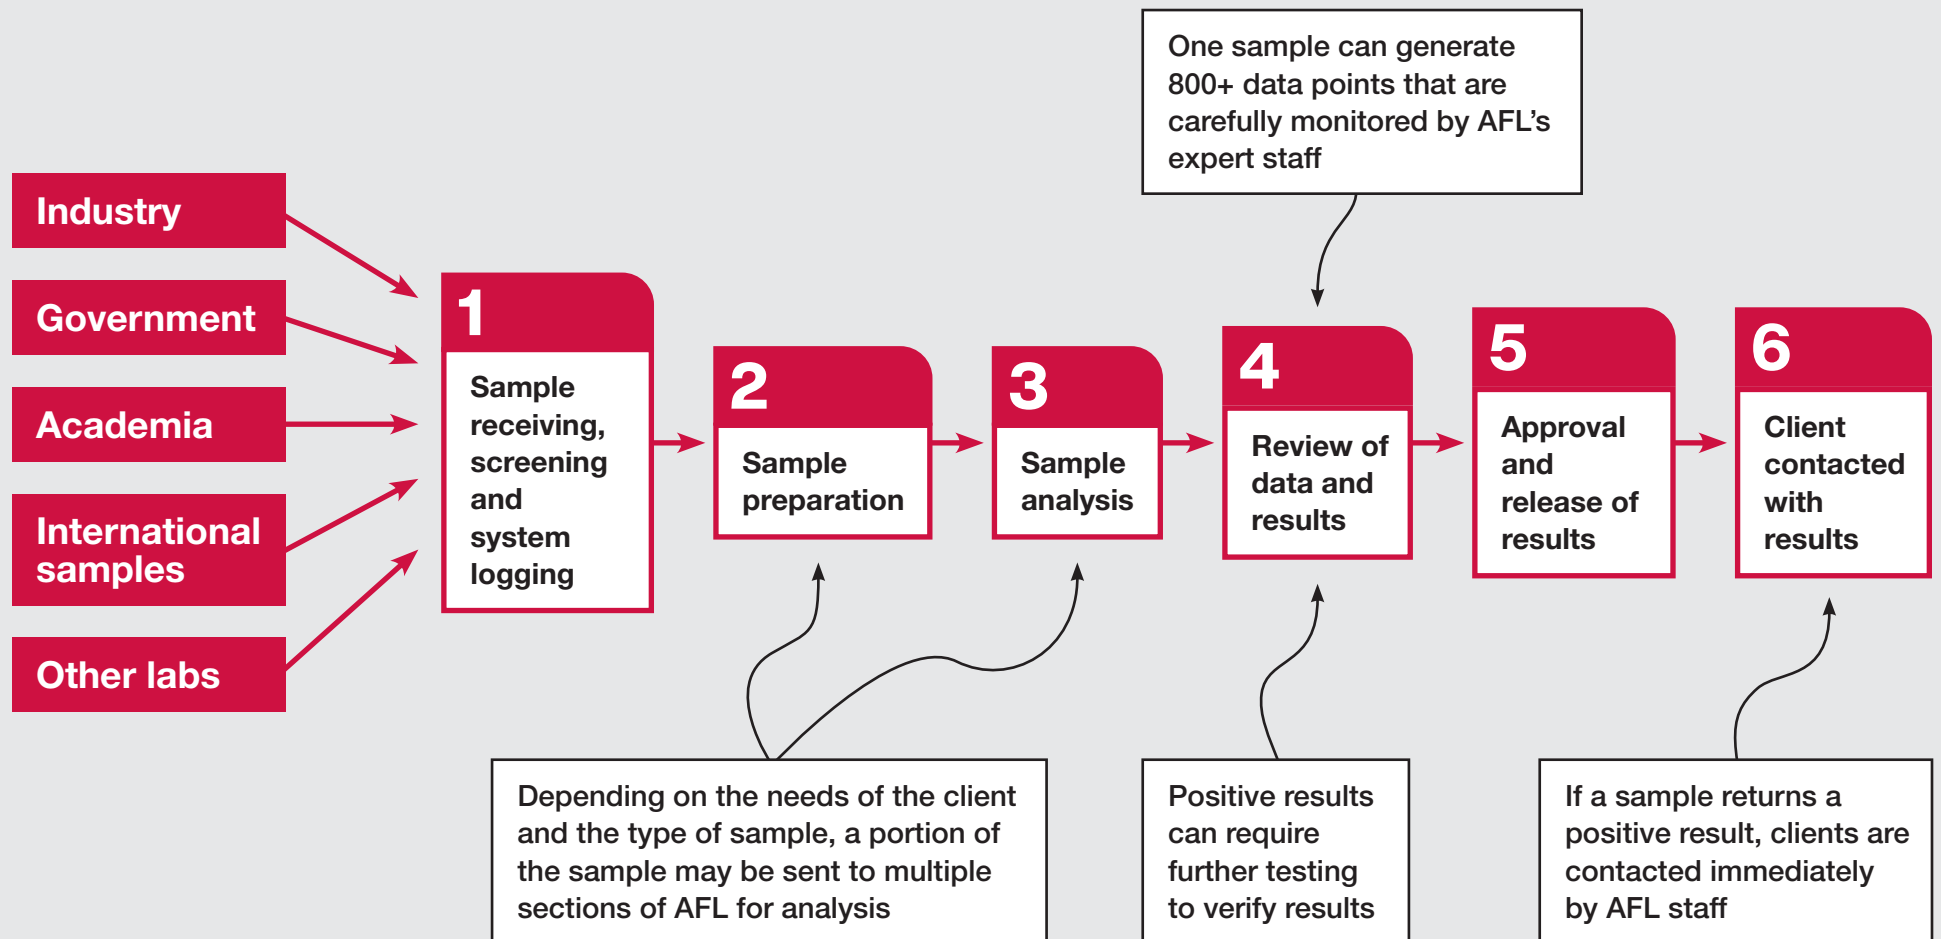 One sample can generate
800+ data points that are
carefully monitored by AFL’s
expert staff
Industry
Government
Academia
International
samples
Other labs
1
Sample
receiving,
screening
and
system
logging
2
Sample
preparation
3
Sample
analysis
4
Review of
data and
results
5
Approval
and
release of
results
6
Client
contacted
with
results
Depending on the needs of the client
and the type of sample, a portion of
the sample may be sent to multiple
sections of AFL for analysis
Positive results
can require
further testing
to verify results
If a sample returns a
positive result, clients are
contacted immediately
by AFL staff